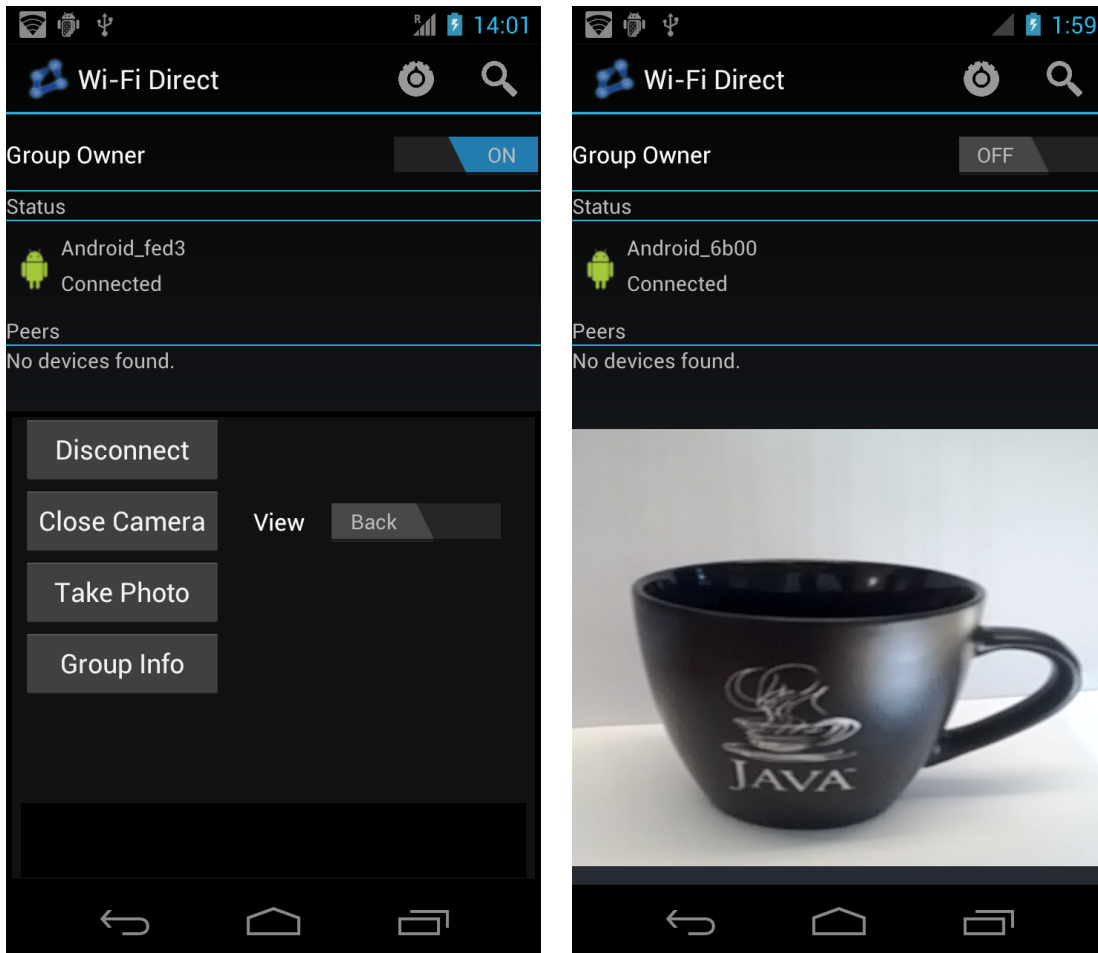 R 14:01
Wi-Fi Direct
Group Owner ON
Status
Android_fed3
Connected
Peers
No devices found.
Disconnect
Close Camera View Back
Take Photo
Group Info
1:59
Wi-Fi Direct
Group Owner OFF
Status
Android_6b00
Connected
Peers
No devices found.
JAVA™